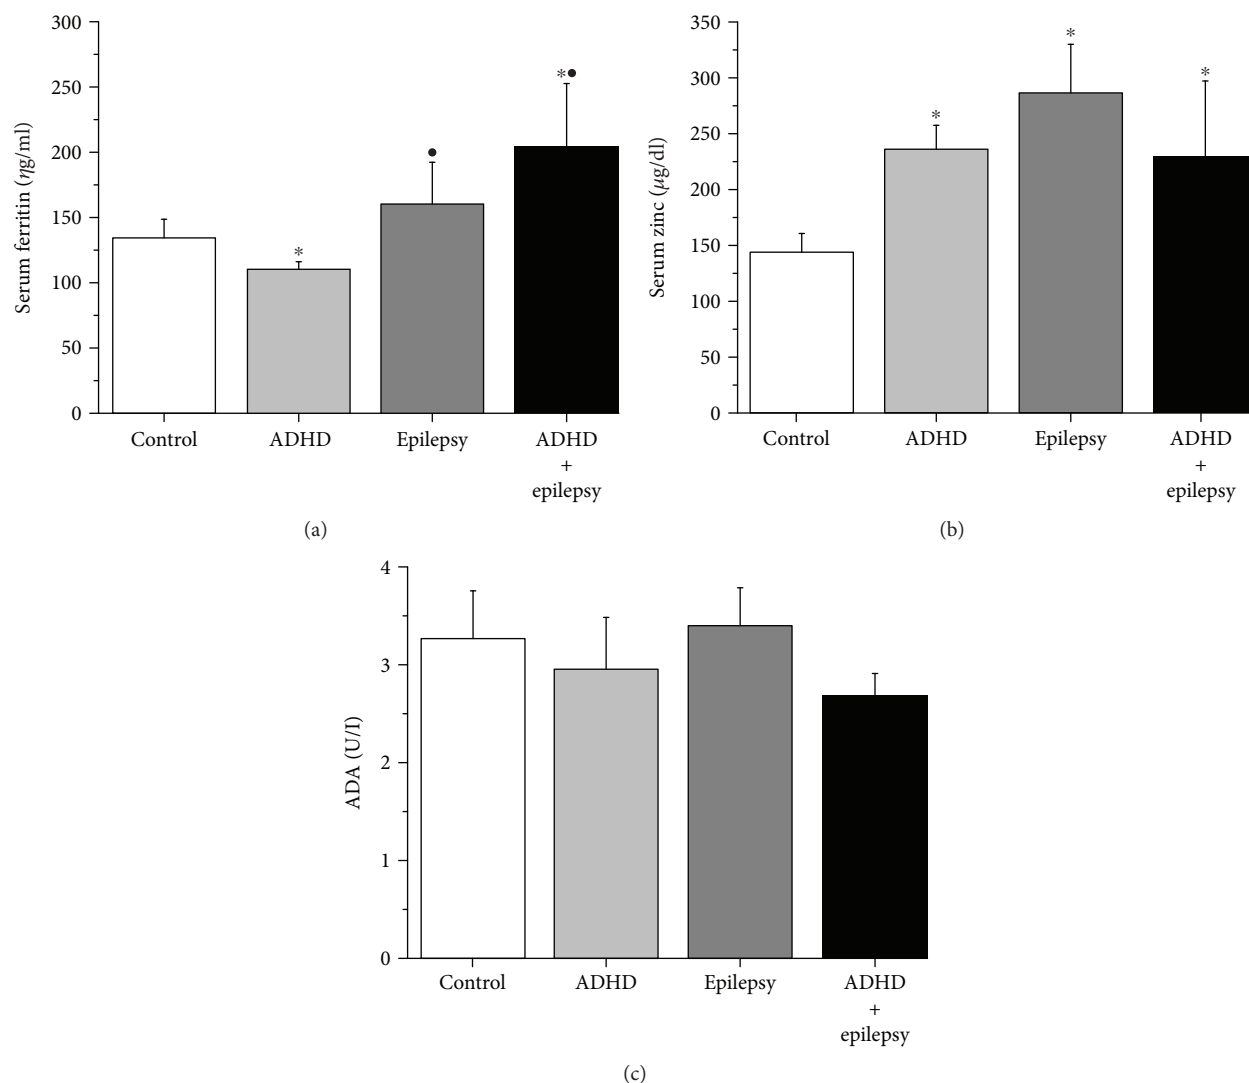 Serum ferritin (ηg/ml)
300
250
200
150
100
50
0
*
●
*●
Control
ADHD
Epilepsy
ADHD
+
epilepsy
(a)
Serum zinc (μg/dl)
350
300
250
200
150
100
50
0
*
*
*
Control
ADHD
Epilepsy
ADHD
+
epilepsy
(b)
ADA (U/I)
4
3
2
1
0
Control
ADHD
Epilepsy
ADHD
+
epilepsy
(c)